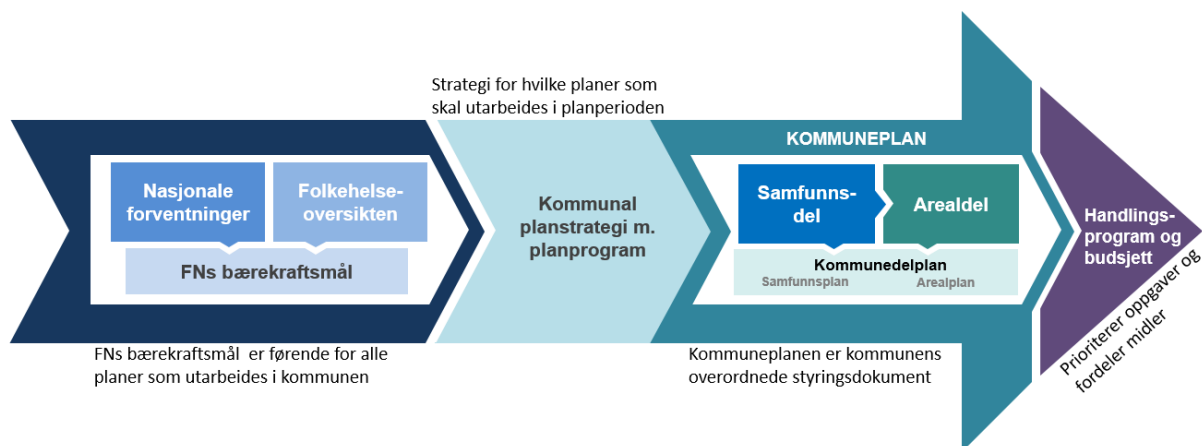 Strategi for hvilke planer som
skal utarbeides i planperioden
Nasjonale
forventninger
Folkehelse-
oversikten
FNs bærekraftsmål
FNs bærekraftsmål er førende for alle
planer som utarbeides i kommunen
Kommunal
planstrategi m.
planprogram
KOMMUNEPLAN
Samfunns-
del
Arealdel
Kommunedelplan
Samfunnsplan
Arealplan
Kommuneplanen er kommunens
overordnede styringsdokument
Handlings-
program og
budsjett
Prioriterer oppgaver og
fordeler midler